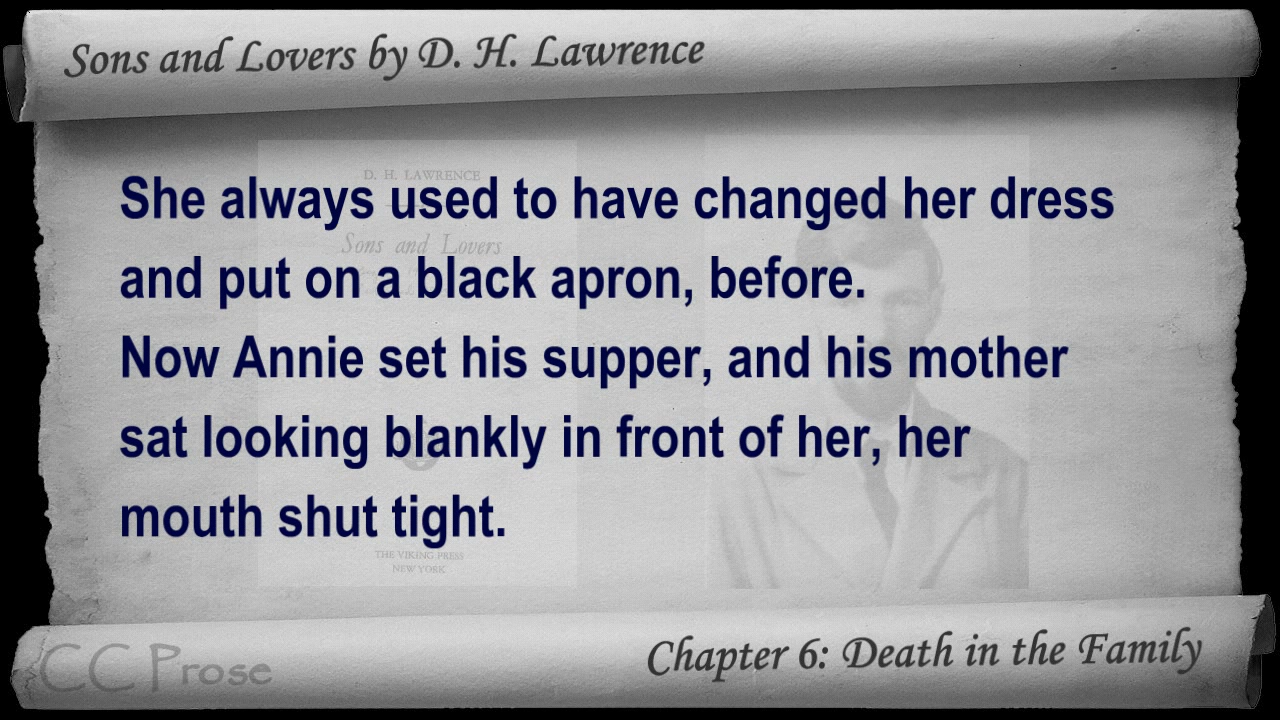 Sons and Lovers by D. H. Lawrence
D. H. LAWRENCE
Sons and Lovers
She always used to have changed her dress
and put on a black apron, before.
Now Annie set his supper, and his mother
sat looking blankly in front of her, her
mouth shut tight.
THE VIKING PRESS
NEW YORK
CC Prose
Chapter 6: Death in the Family